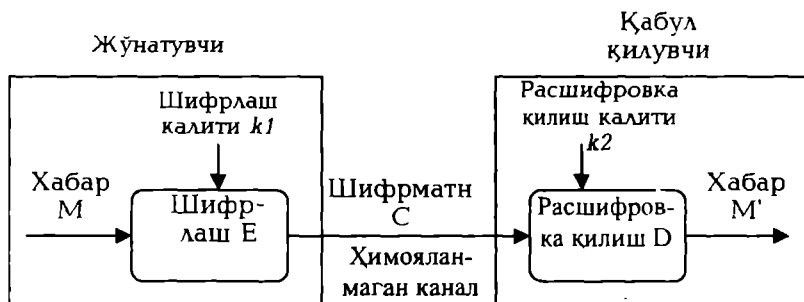 Жўнатувчи
Қабул
қилувчи
Шифрлаш
калити k1
Расшифровка
қилиш калити
k2
Хабар
М
Шифр-
лаш Е
Шифрматн
С
Ҳимоялан-
маган канал
Расшифров-
ка қилиш D
Хабар
М'